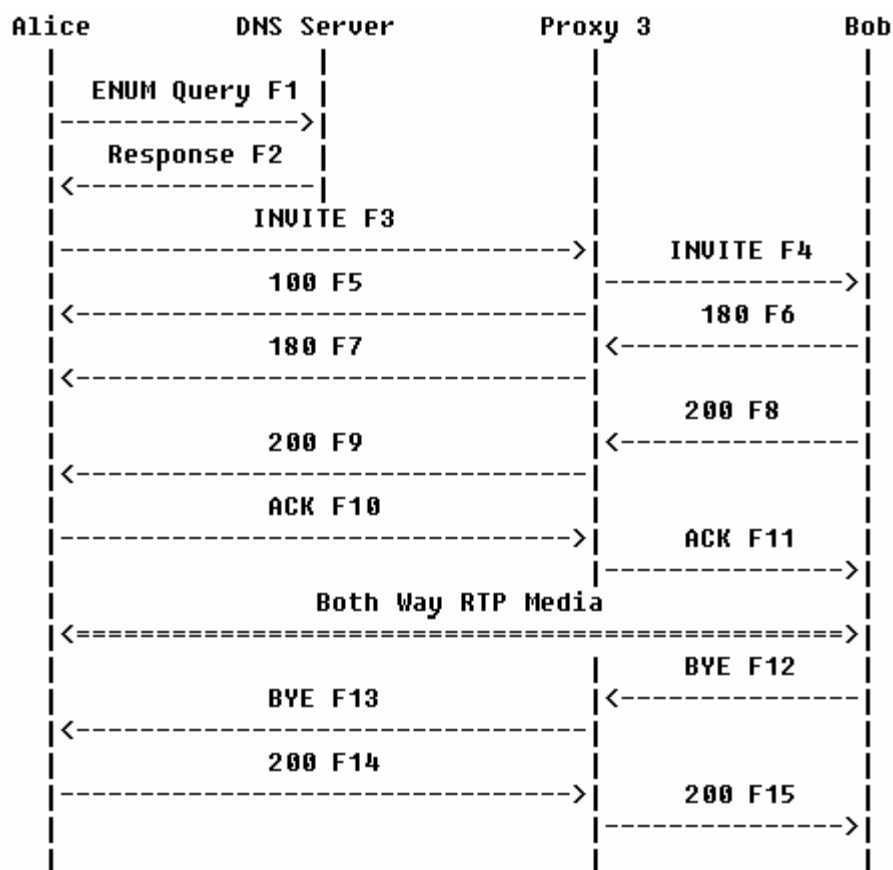 Alice DNS Server Proxy 3 Bob
ENUM Query F1
Response F2
INVITE F3
INVITE F4
100 F5
180 F6
180 F7
200 F8
200 F9
ACK F10
ACK F11
Both Way RTP Media
BYE F12
BYE F13
200 F14
200 F15